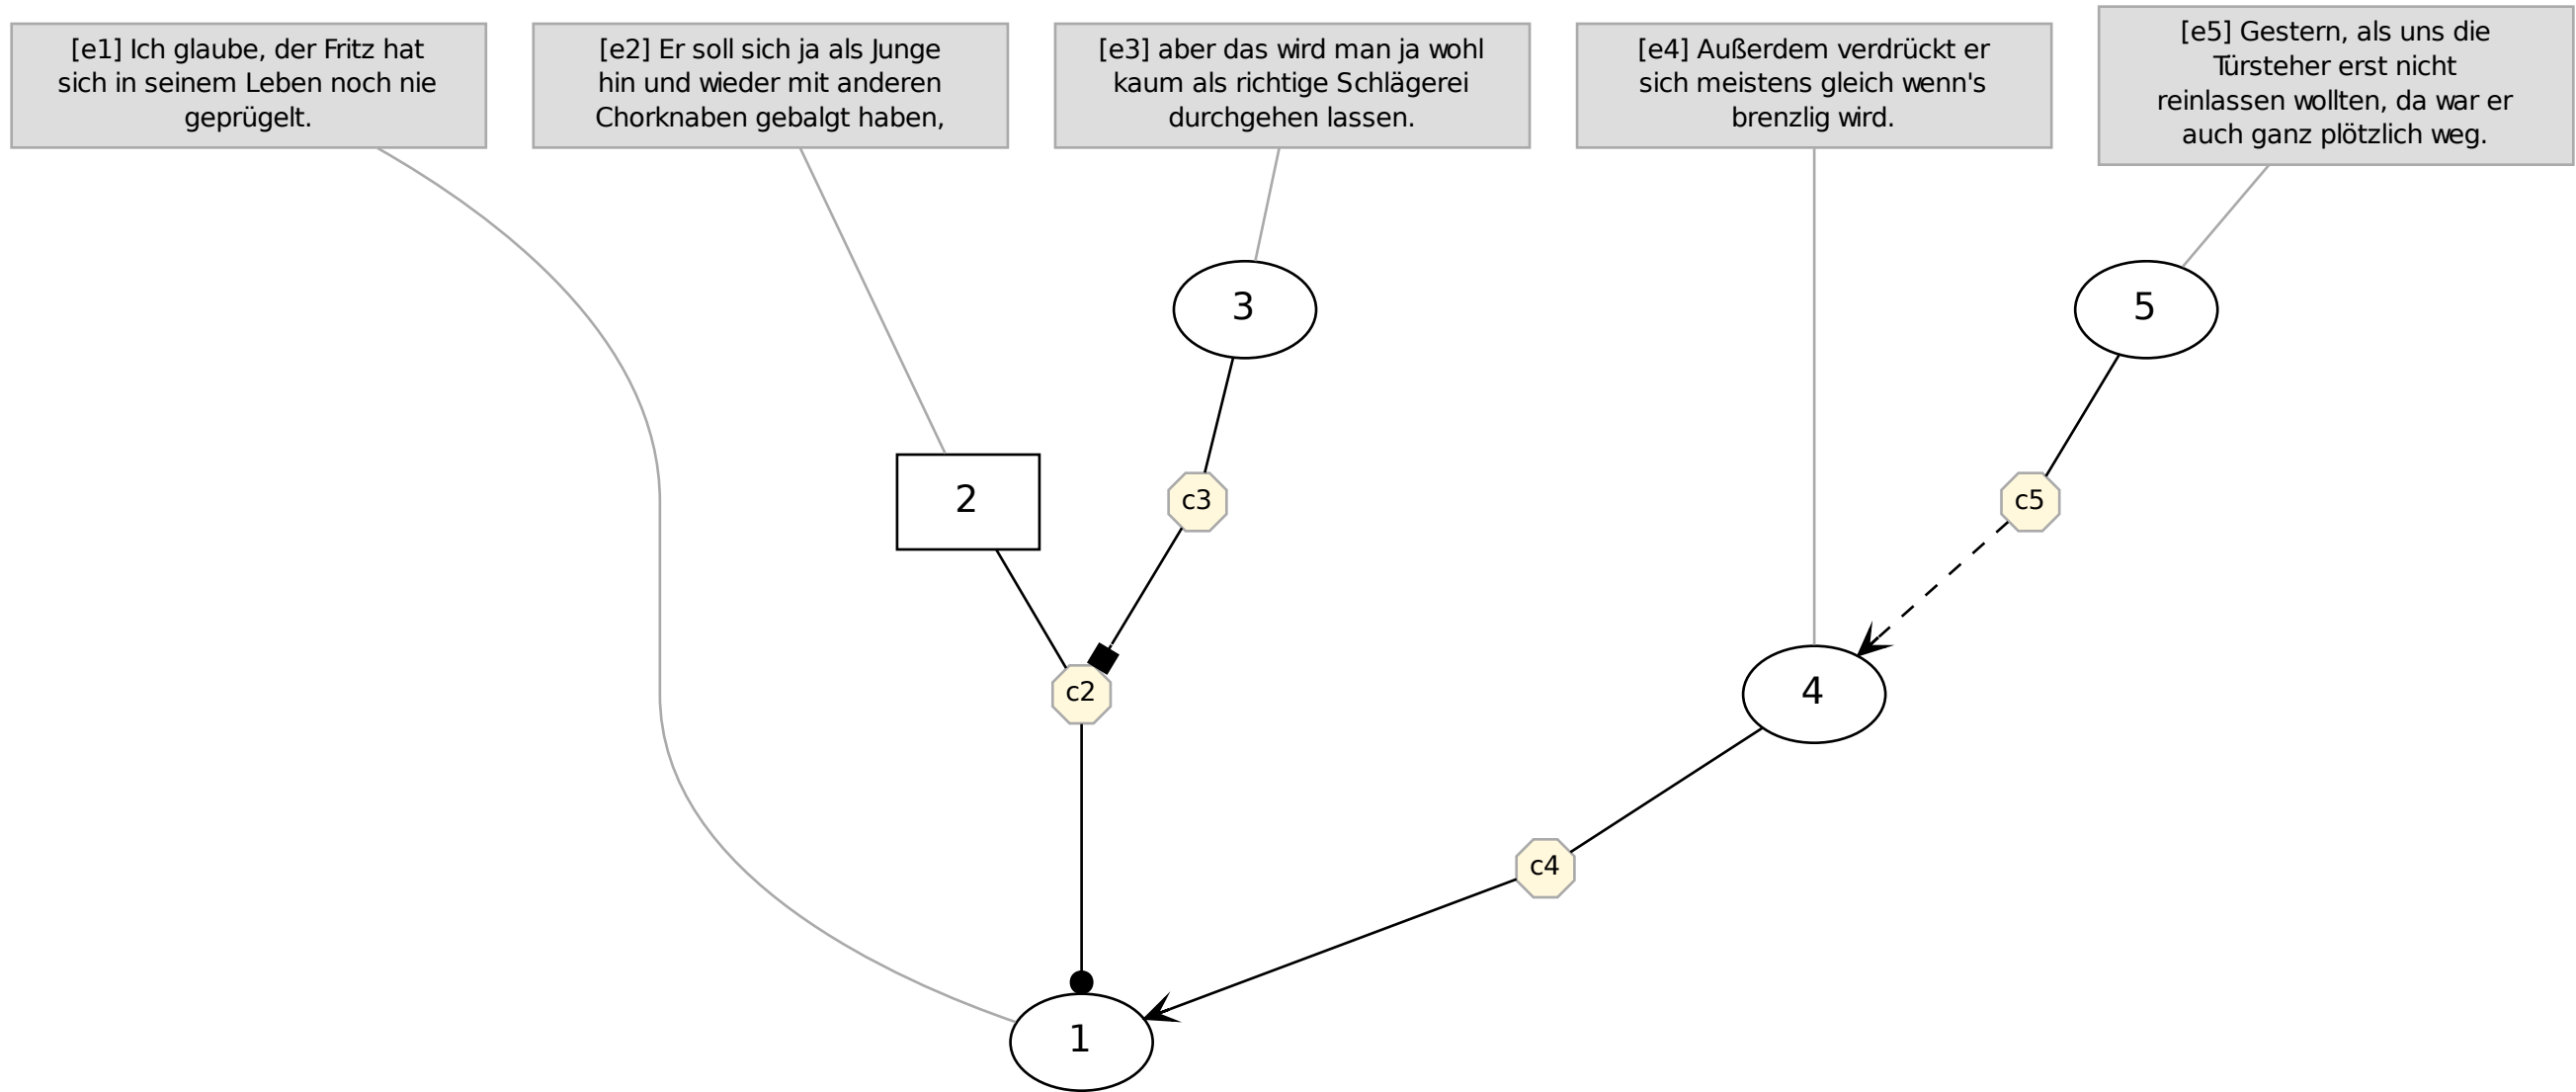 [e1] Ich glaube, der Fritz hat
sich in seinem Leben noch nie
geprügelt.
[e2] Er soll sich ja als Junge
hin und wieder mit anderen
Chorknaben gebalgt haben,
[e3] aber das wird man ja wohl
kaum als richtige Schlägerei
durchgehen lassen.
[e4] Außerdem verdrückt er
sich meistens gleich wenn's
brenzlig wird.
[e5] Gestern, als uns die
Türsteher erst nicht
reinlassen wollten, da war er
auch ganz plötzlich weg.
3
5
2
c3
c5
c2
4
c4
1